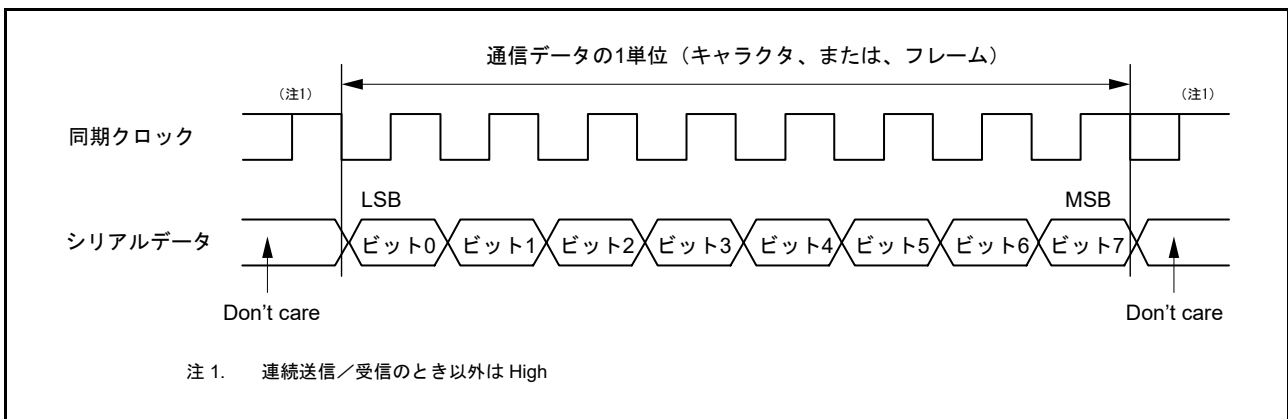 通信データの1単位（キャラクタ、または、フレーム）
（注1）
（注1）
同期クロック
LSB
MSB
シリアルデータ
ビット0
ビット1
ビット2
ビット3
ビット4
ビット5
ビット6
ビット7
Don't care
Don't care
注 1. 連続送信／受信のとき以外は High